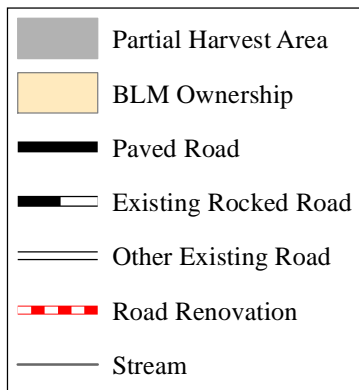 Partial Harvest Area
BLM Ownership
Paved Road
Existing Rocked Road
Other Existing Road
Road Renovation
Stream